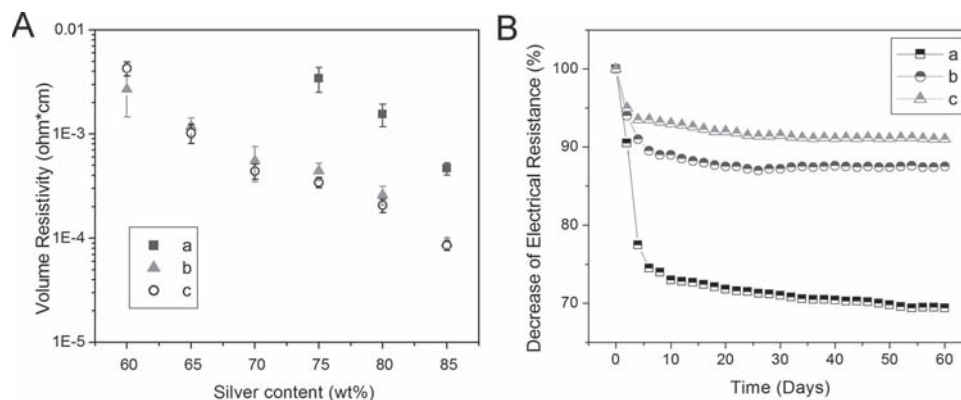 A
Volume Resistivity (ohm*cm)
0.01
1E-3
1E-4
1E-5
a
b
c
60 65 70 75 80 85
Silver content (wt%)
B
Decrease of Electrical Resistance (%)
100
90
80
70
a
b
c
0 10 20 30 40 50 60
Time (Days)